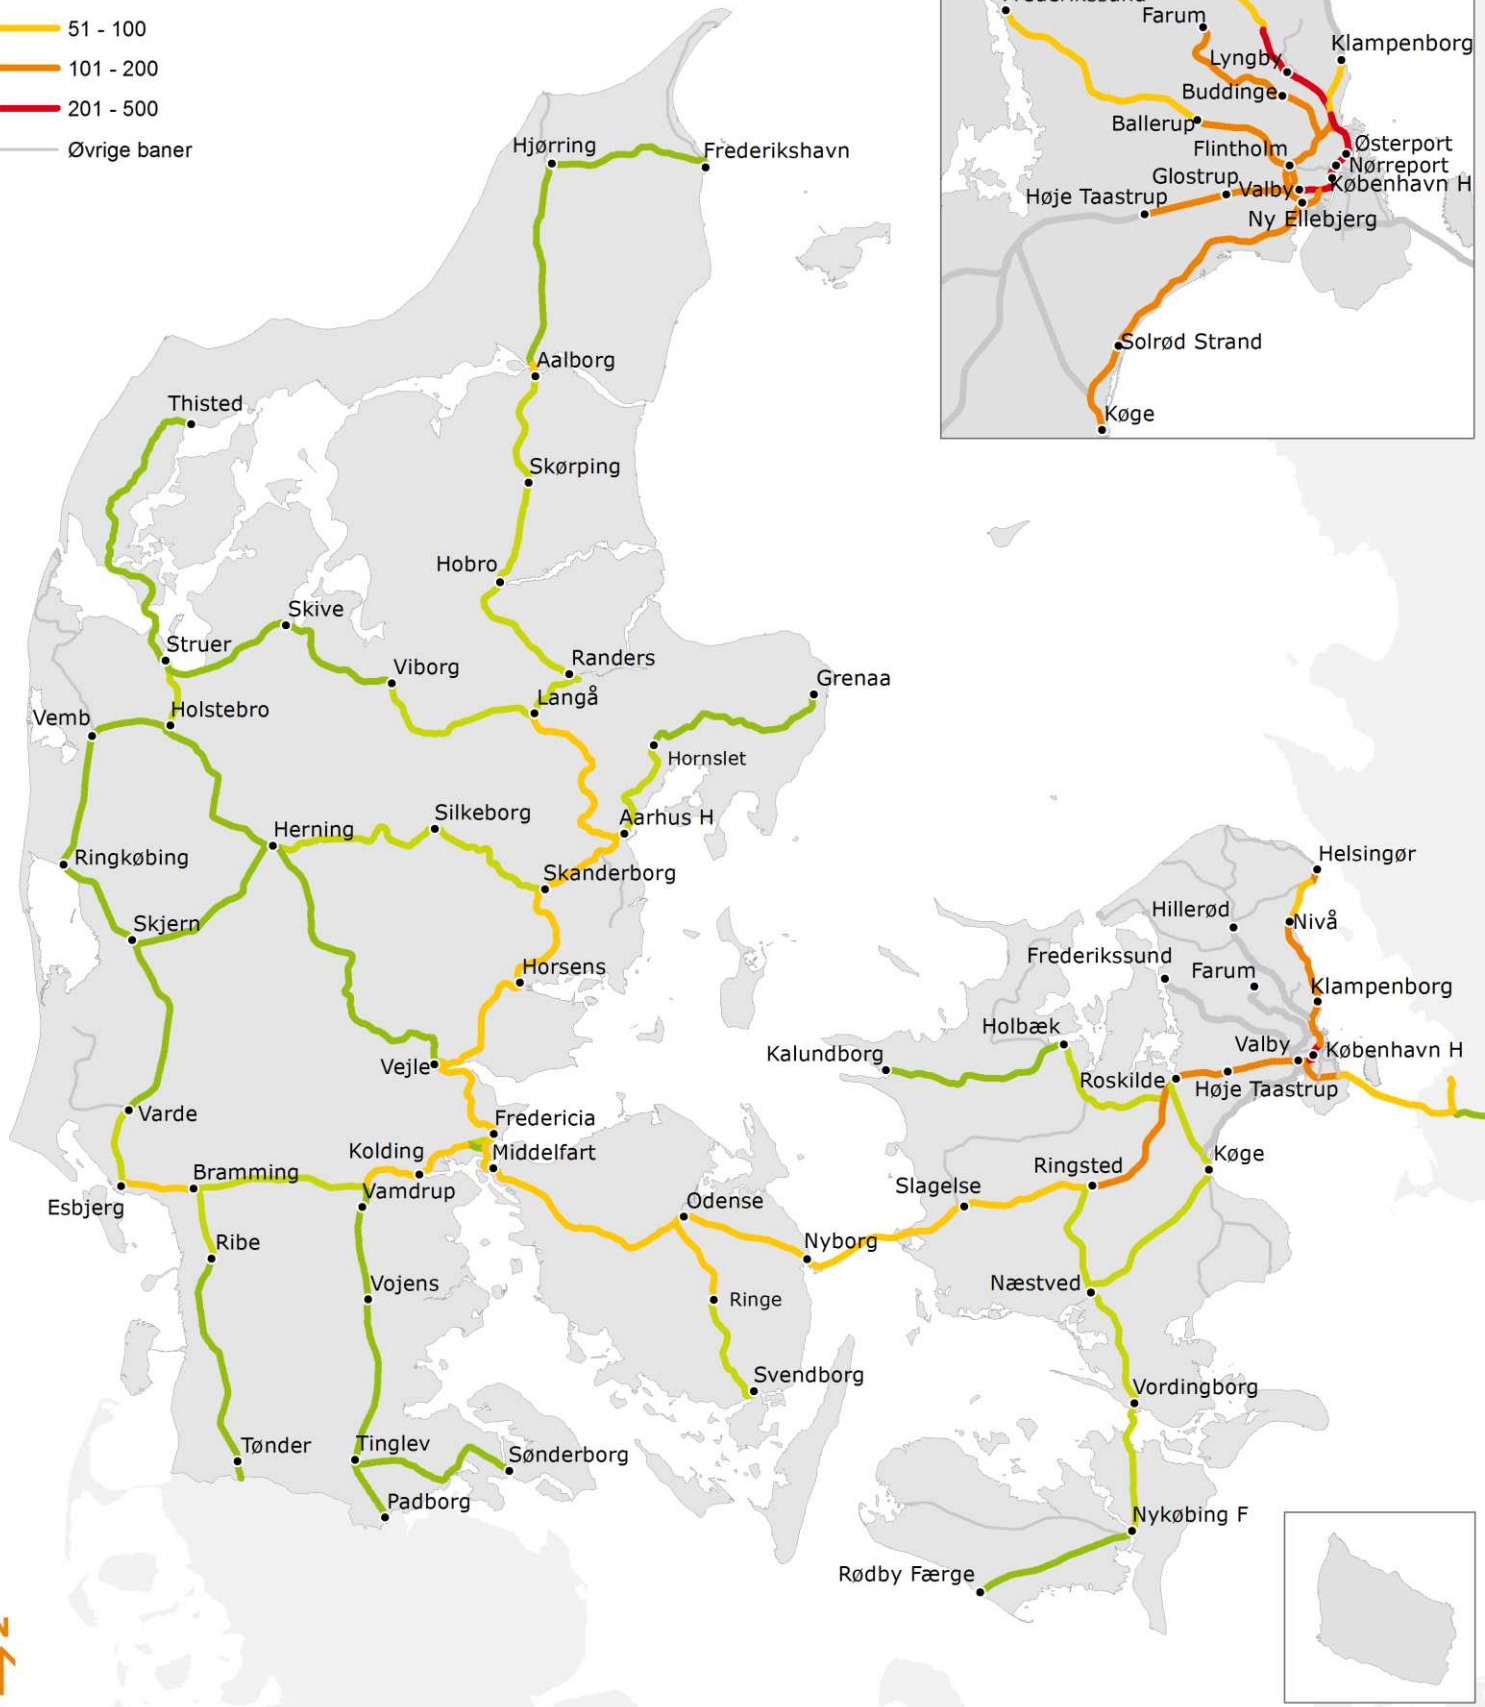 51 - 100
101 - 200
201 - 500
Øvrige baner
Frederikssund
Farum
Klampenborg
Lyngby
Buddinge
Ballerup
Flintholm
Østerport
Nørreport
Glostrup
Valby
København H
Høje Taastrup
Ny Ellebjerg
Solrød Strand
Køge
Hjørring
Frederikshavn
Aalborg
Thisted
Skørping
Hobro
Skive
Struer
Viborg
Randers
Grenaa
Langå
Holstebro
Vemb
Hornslet
Silkeborg
Aarhus H
Herning
Ringkøbing
Skanderborg
Helsingør
Hillerød
Nivå
Skjern
Horsens
Frederikssund
Farum
Klampenborg
Holbæk
Kalundborg
Valby
København H
Vejle
Roskilde
Høje Taastrup
Varde
Fredericia
Kolding
Middelfart
Bramming
Vamdrup
Ringsted
Køge
Slagelse
Esbjerg
Odense
Nyborg
Ribe
Vojens
Ringe
Næstved
Svendborg
Vordingborg
Tønder
Tinglev
Sønderborg
Padborg
Nykøbing F
Rødby Færge
N